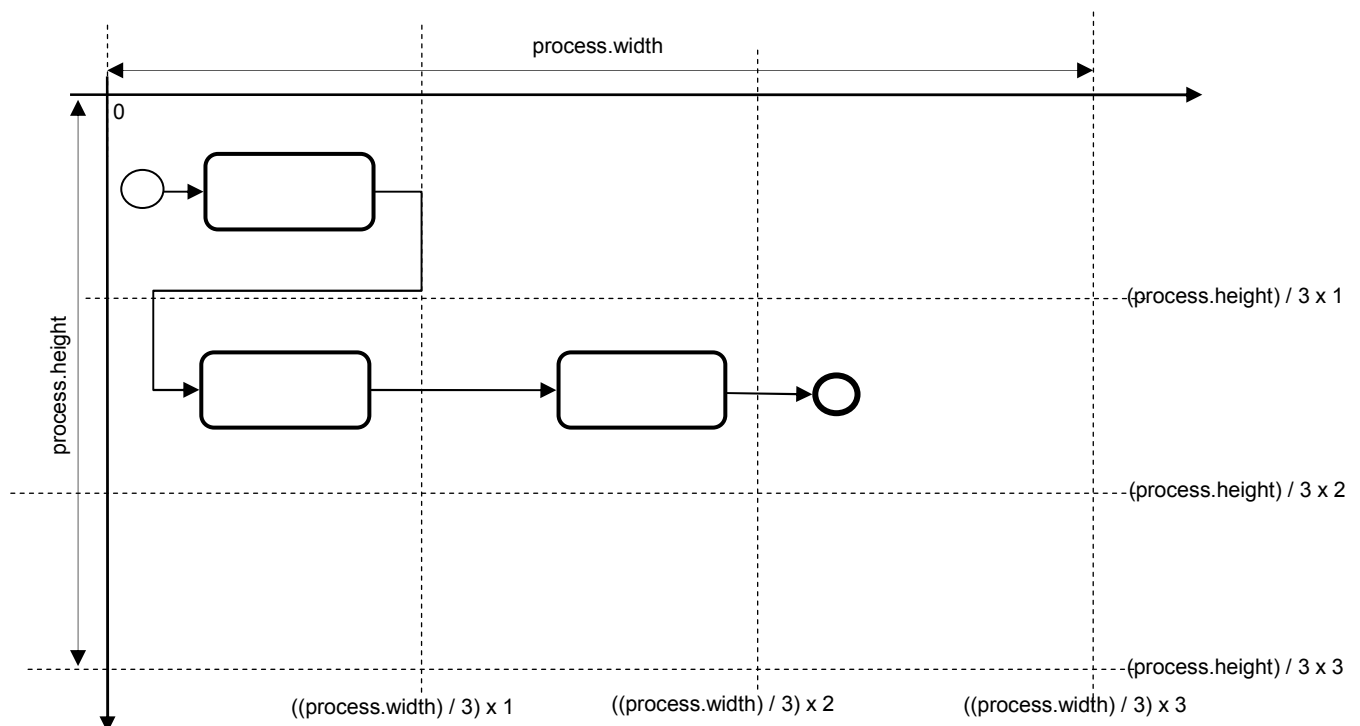 process.width
0
(process.height) / 3 x 1
process.height
(process.height) / 3 x 2
(process.height) / 3 x 3
((process.width) / 3) x 1
((process.width) / 3) x 2
((process.width) / 3) x 3